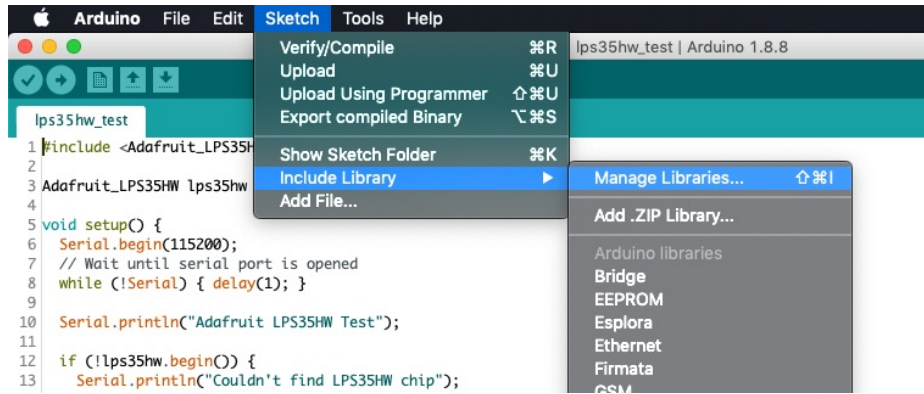 Arduino File Edit Sketch Tools Help
lps35hw_test | Arduino 1.8.8
Verify/Compile ⌘R
Upload ⌘U
Upload Using Programmer ⇧⌘U
Export compiled Binary ⌥⌘S
Show Sketch Folder ⌘K
Include Library ▶
Add File...
Manage Libraries... ⇧⌘I
Add .ZIP Library...
Arduino libraries
Bridge
EEPROM
Esplora
Ethernet
Firmata
GSM
lps35hw_test
1 #include <Adafruit_LPS35H
2
3 Adafruit_LPS35HW lps35hw
4
5 void setup() {
6 Serial.begin(115200);
7 // Wait until serial port is opened
8 while (!Serial) { delay(1); }
9
10 Serial.println("Adafruit LPS35HW Test");
11
12 if (!lps35hw.begin()) {
13 Serial.println("Couldn't find LPS35HW chip");